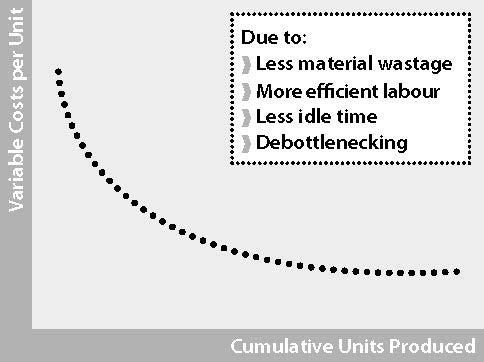 Variable Costs per Unit
Due to:
Less material wastage
More efficient labour
Less idle time
Debottlenecking
Cumulative Units Produced